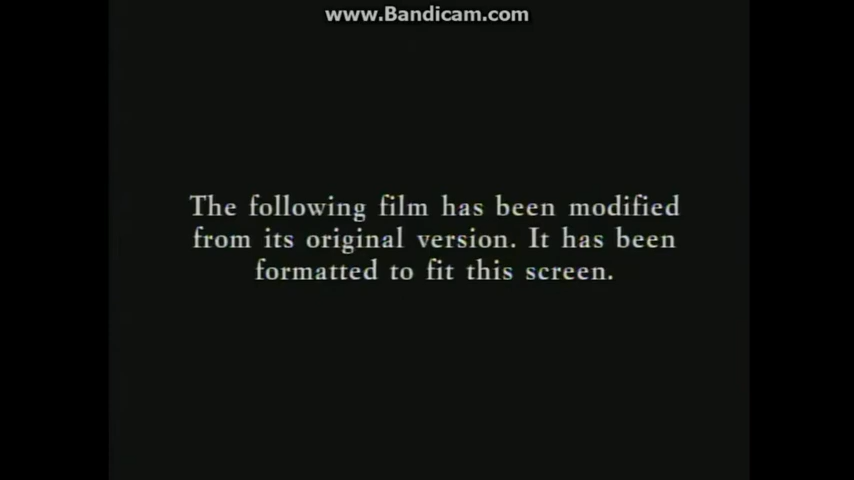 www.Bandicam.com
The following film has been modified
from its original version. It has been
formatted to fit this screen.